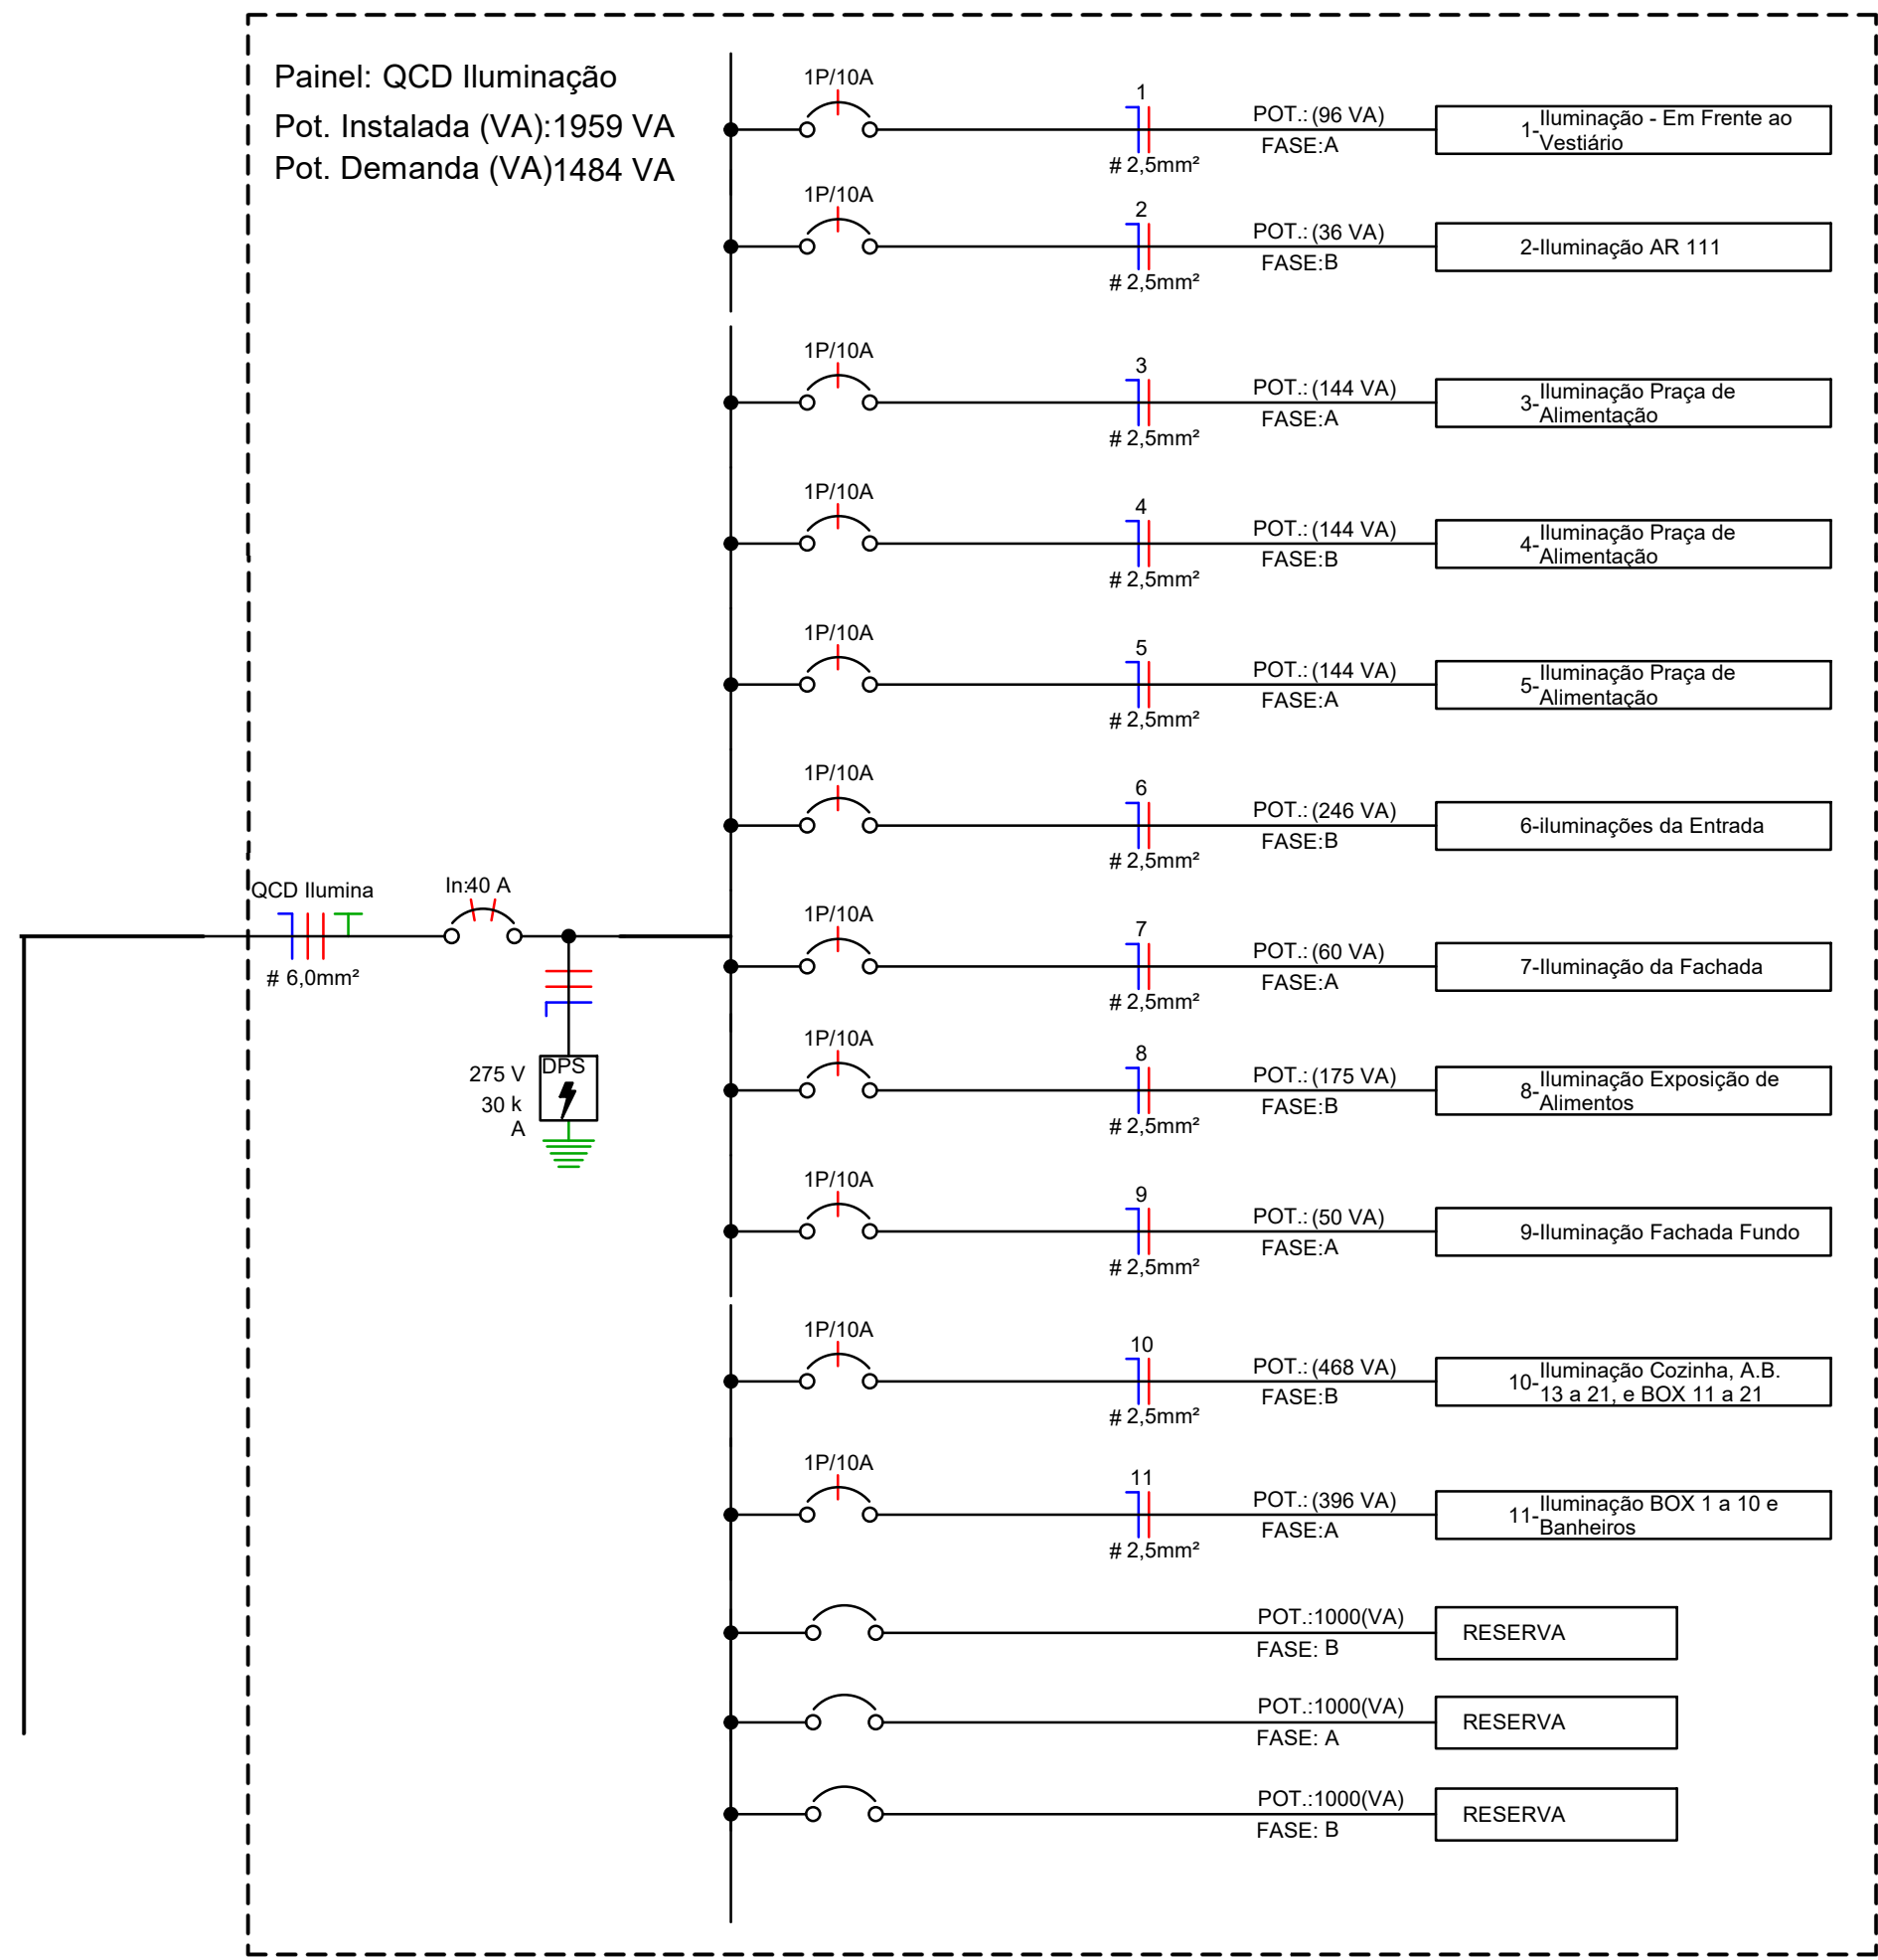 Painel: QCD Iluminação
Pot. Instalada (VA):1959 VA
Pot. Demanda (VA)1484 VA
1P/10A
1
# 2,5mm²
POT.: (96 VA)
FASE:A
1-Iluminação - Em Frente ao
Vestiário
1P/10A
2
# 2,5mm²
POT.: (36 VA)
FASE:B
2-Iluminação AR 111
1P/10A
3
# 2,5mm²
POT.: (144 VA)
FASE:A
3-Iluminação Praça de
Alimentação
1P/10A
4
# 2,5mm²
POT.: (144 VA)
FASE:B
4-Iluminação Praça de
Alimentação
1P/10A
5
# 2,5mm²
POT.: (144 VA)
FASE:A
5-Iluminação Praça de
Alimentação
1P/10A
6
# 2,5mm²
POT.: (246 VA)
FASE:B
6-iluminações da Entrada
QCD Ilumina
# 6,0mm²
In:40 A
DPS
275 V
30 k
A
1P/10A
7
# 2,5mm²
POT.: (60 VA)
FASE:A
7-Iluminação da Fachada
1P/10A
8
# 2,5mm²
POT.: (175 VA)
FASE:B
8-Iluminação Exposição de
Alimentos
1P/10A
9
# 2,5mm²
POT.: (50 VA)
FASE:A
9-Iluminação Fachada Fundo
1P/10A
10
# 2,5mm²
POT.: (468 VA)
FASE:B
10-Iluminação Cozinha, A.B.
13 a 21, e BOX 11 a 21
1P/10A
11
# 2,5mm²
POT.: (396 VA)
FASE:A
11-Iluminação BOX 1 a 10 e
Banheiros
POT.:1000(VA)
FASE: B
RESERVA
POT.:1000(VA)
FASE: A
RESERVA
POT.:1000(VA)
FASE: B
RESERVA